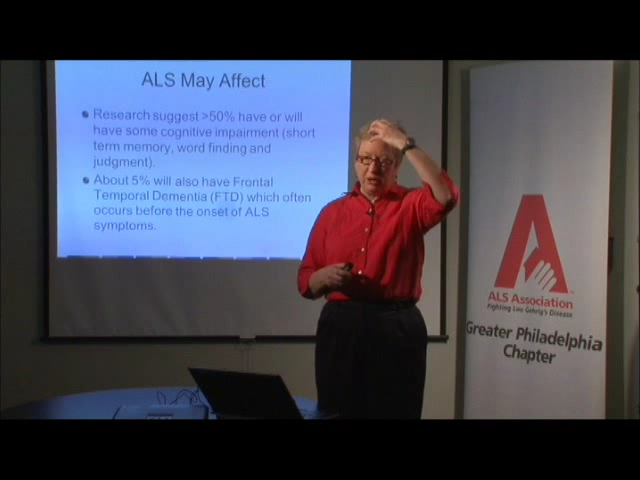 ALS May Affect
Research suggest >50% have or will
have some cognitive impairment (short
term memory, word finding and
judgment).
About 5% will also have Frontal
Temporal Dementia (FTD) which often
occurs before the onset of ALS
symptoms.
ALS Association
Fighting Lou Gehrig's Disease
Greater Philadelphia
Chapter